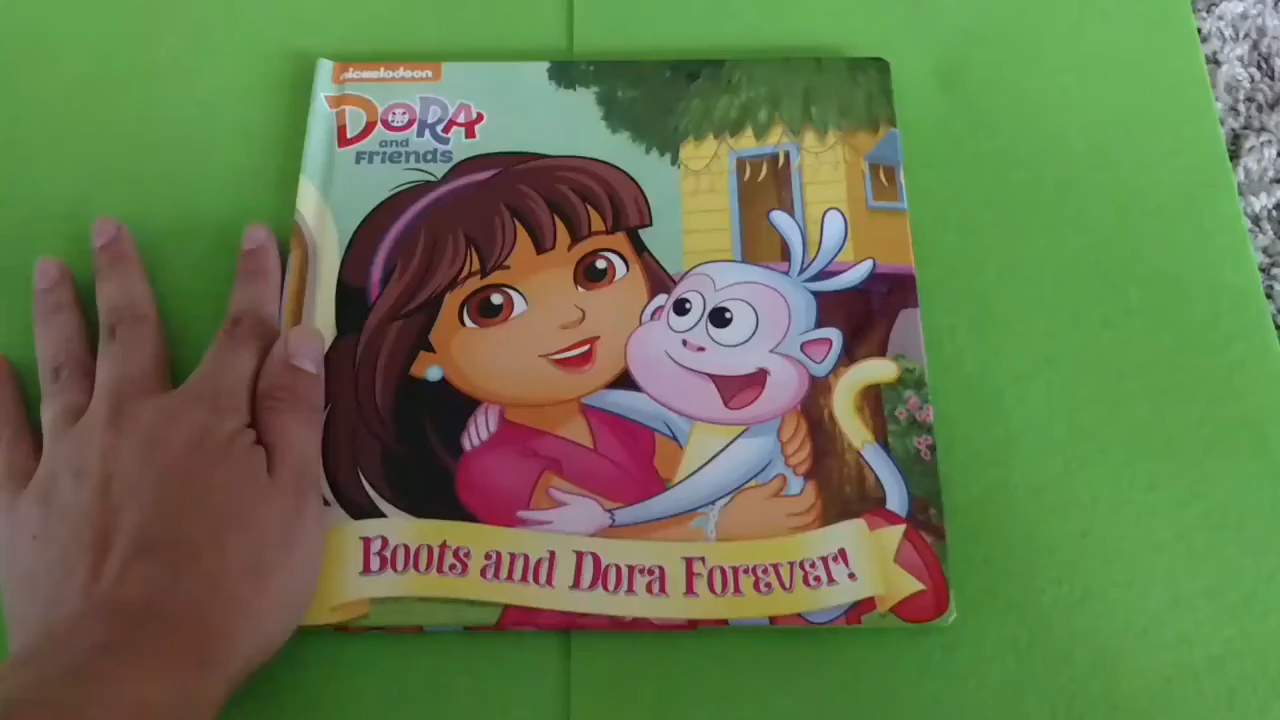 nickelodeon
DORA
and
Friends
Boots and Dora Forever!